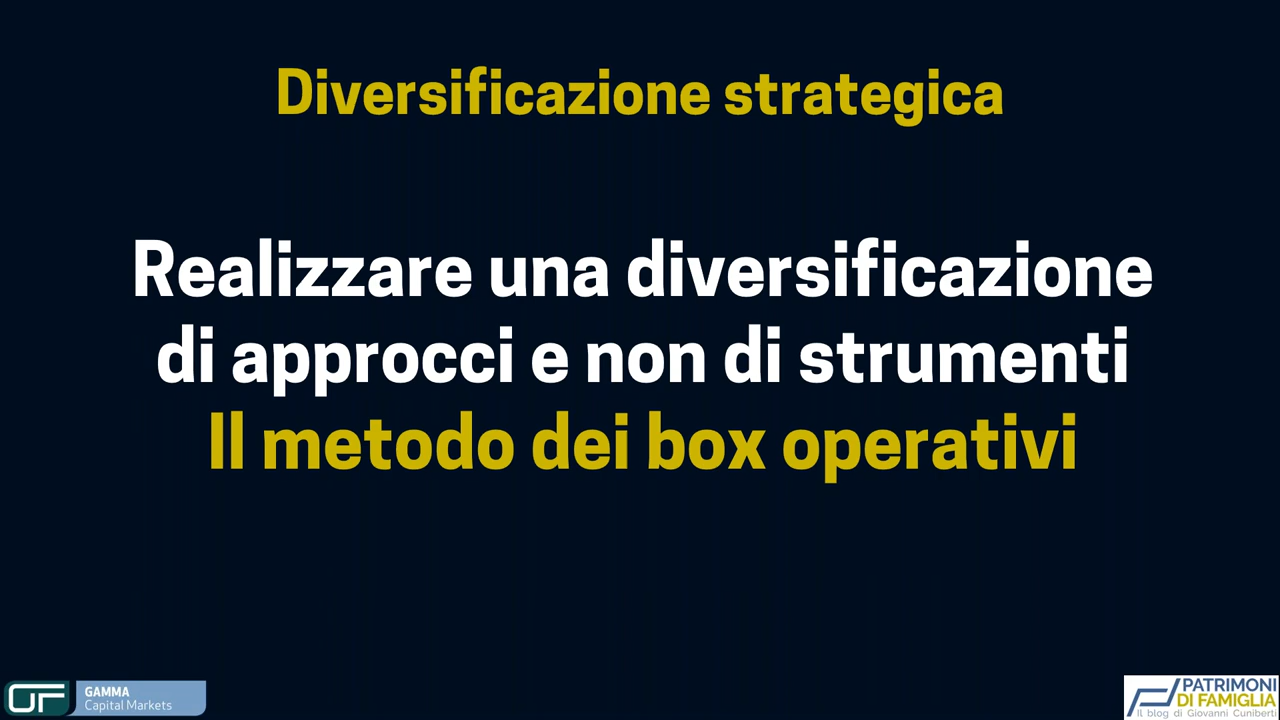 Diversificazione strategica
Realizzare una diversificazione
di approcci e non di strumenti
Il metodo dei box operativi
GAMMA
Capital Markets
PATRIMONI
DI FAMIGLIA
Il blog di Giovanni Cuniberti